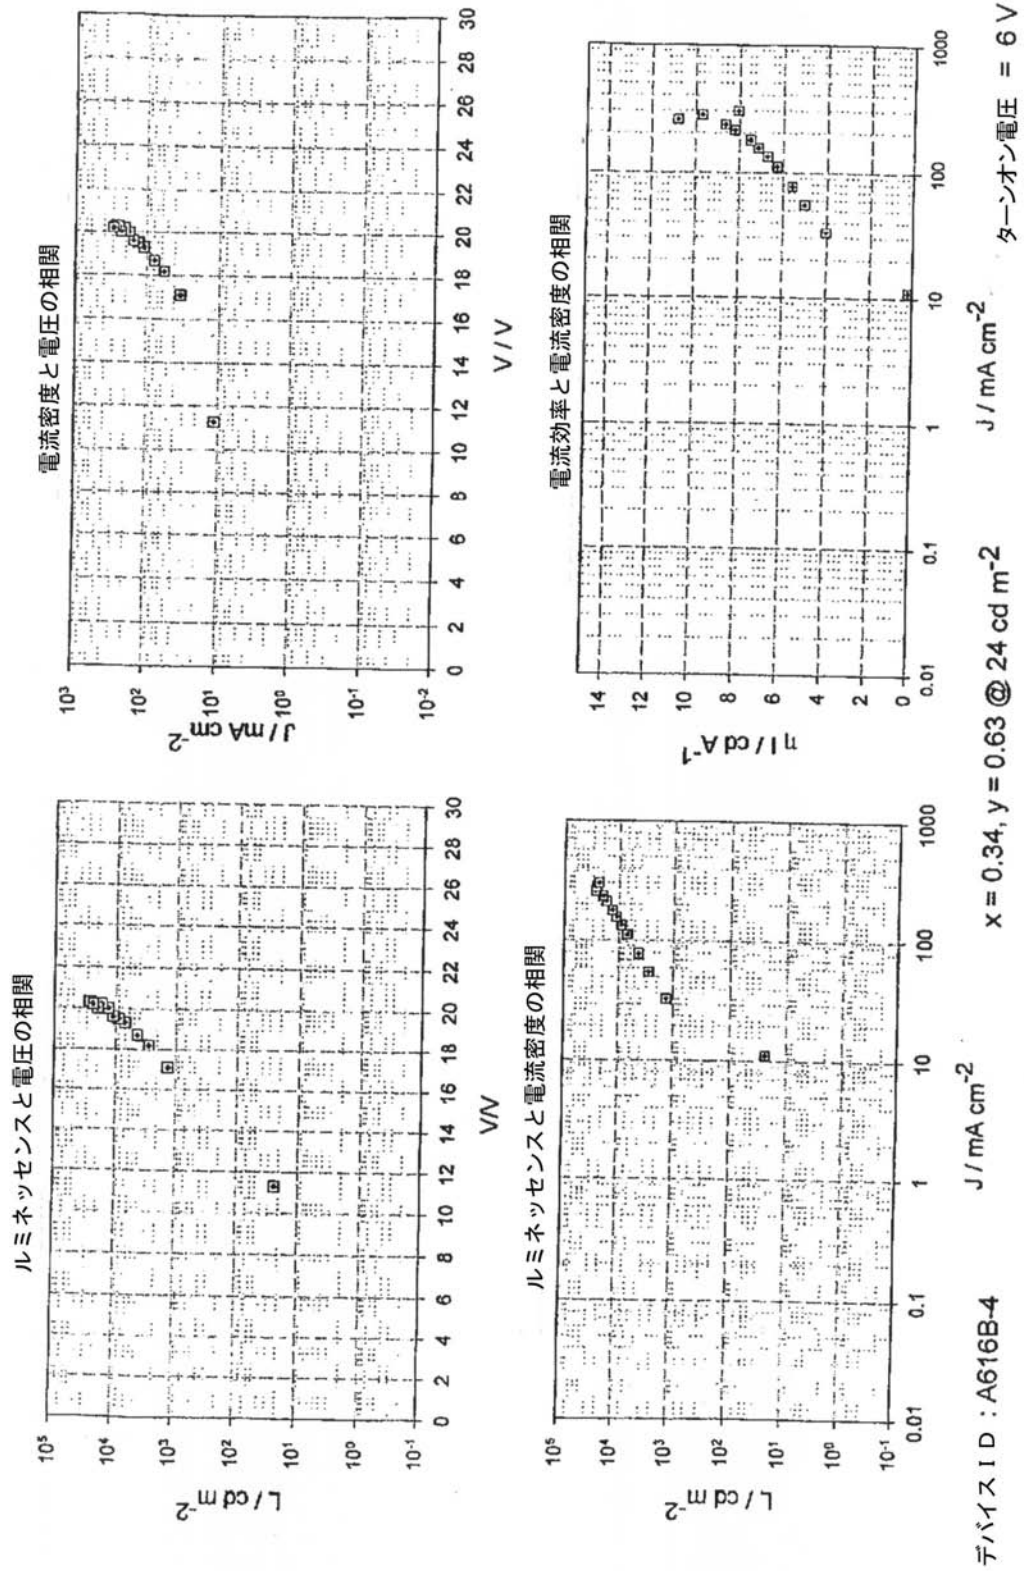 ルミネッセンスと電圧の相関
L / cd m⁻²
10⁵
10⁴
10³
10²
10¹
10⁰
10⁻¹
0 2 4 6 8 10 12 14 16 18 20 22 24 26 28 30
V/V
電流密度と電圧の相関
J / mA cm⁻²
10³
10²
10¹
10⁰
10⁻¹
10⁻²
0 2 4 6 8 10 12 14 16 18 20 22 24 26 28 30
V / V
ルミネッセンスと電流密度の相関
L / cd m⁻²
10⁵
10⁴
10³
10²
10¹
10⁰
10⁻¹
0.01 0.1 1 10 100 1000
J / mA cm⁻²
電流効率と電流密度の相関
η I / cd A⁻¹
14
12
10
8
6
4
2
0
0.01 0.1 1 10 100 1000
J / mA cm⁻²
デバイスID：A616B-4
x = 0.34, y = 0.63 @ 24 cd m⁻²
ターンオン電圧 = 6 V